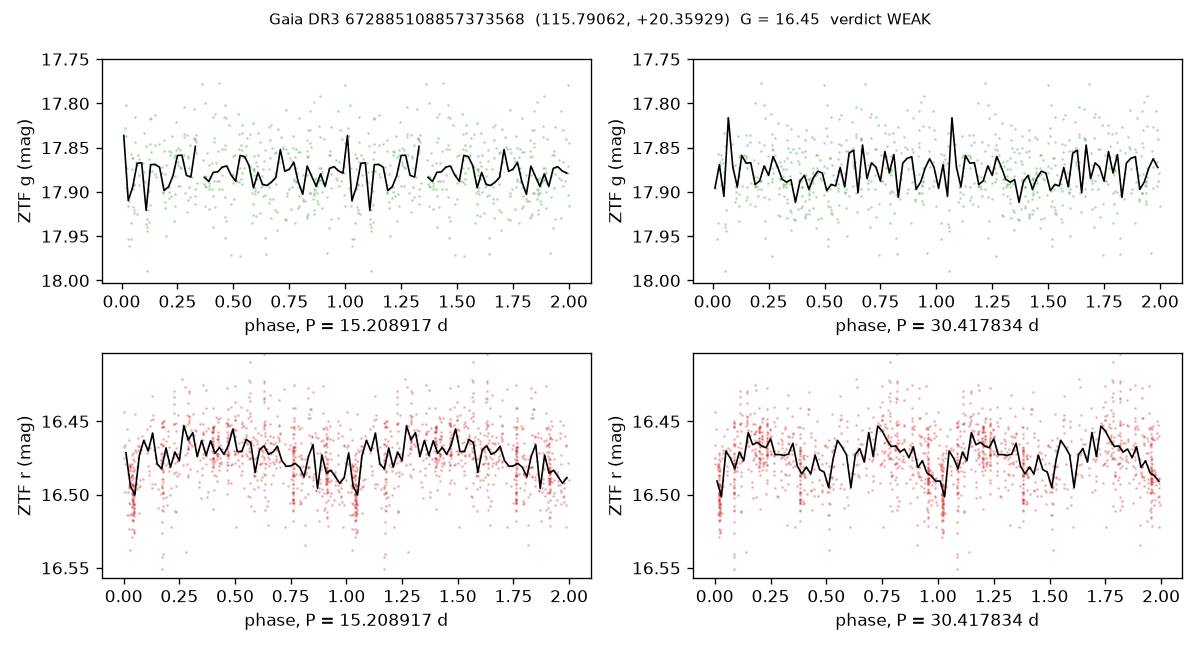 Gaia DR3 672885108857373568  (115.79062, +20.35929)  G = 16.45  verdict WEAK
ZTF g (mag)
17.75
17.80
17.85
17.90
17.95
18.00
0.00 0.25 0.50 0.75 1.00 1.25 1.50 1.75 2.00
phase, P = 15.208917 d
ZTF g (mag)
17.75
17.80
17.85
17.90
17.95
18.00
0.00 0.25 0.50 0.75 1.00 1.25 1.50 1.75 2.00
phase, P = 30.417834 d
ZTF r (mag)
16.45
16.50
16.55
0.00 0.25 0.50 0.75 1.00 1.25 1.50 1.75 2.00
phase, P = 15.208917 d
ZTF r (mag)
16.45
16.50
16.55
0.00 0.25 0.50 0.75 1.00 1.25 1.50 1.75 2.00
phase, P = 30.417834 d